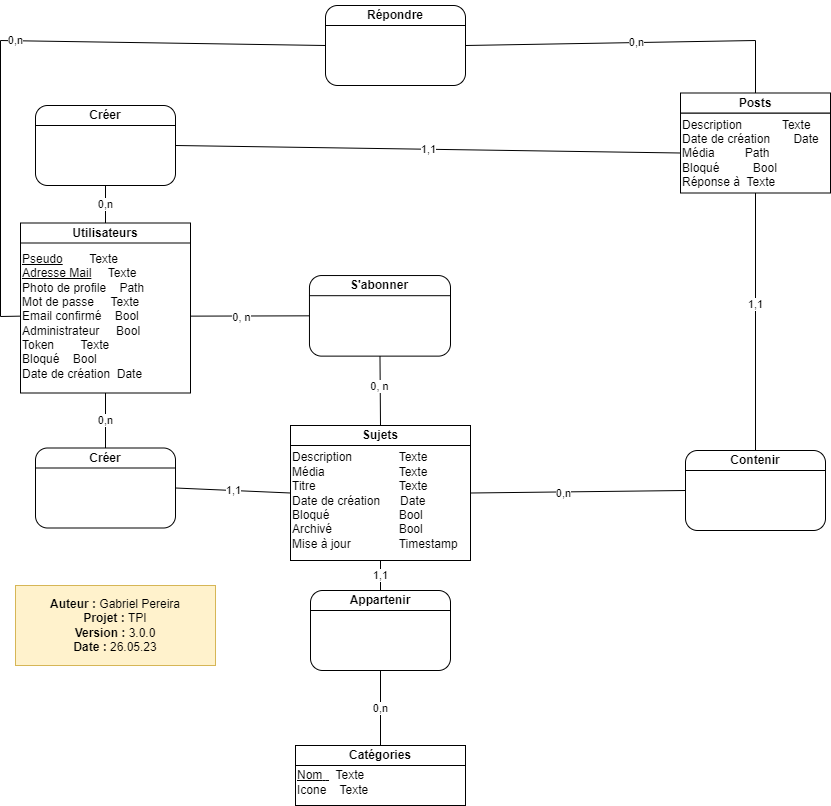 Répondre
0,n
0,n
Posts
Description Texte
Date de création Date
Média Path
Bloqué Bool
Réponse à Texte
Créer
1,1
0,n
Utilisateurs
Pseudo Texte
Adresse Mail Texte
Photo de profile Path
Mot de passe Texte
Email confirmé Bool
Administrateur Bool
Token Texte
Bloqué Bool
Date de création Date
0, n
S'abonner
1,1
0, n
0,n
Créer
1,1
Sujets
Description Texte
Média Texte
Titre Texte
Date de création Date
Bloqué Bool
Archivé Bool
Mise à jour Timestamp
0,n
Contenir
1,1
Appartenir
Auteur : Gabriel Pereira
Projet : TPI
Version : 3.0.0
Date : 26.05.23
0,n
Catégories
Nom Texte
Icone Texte